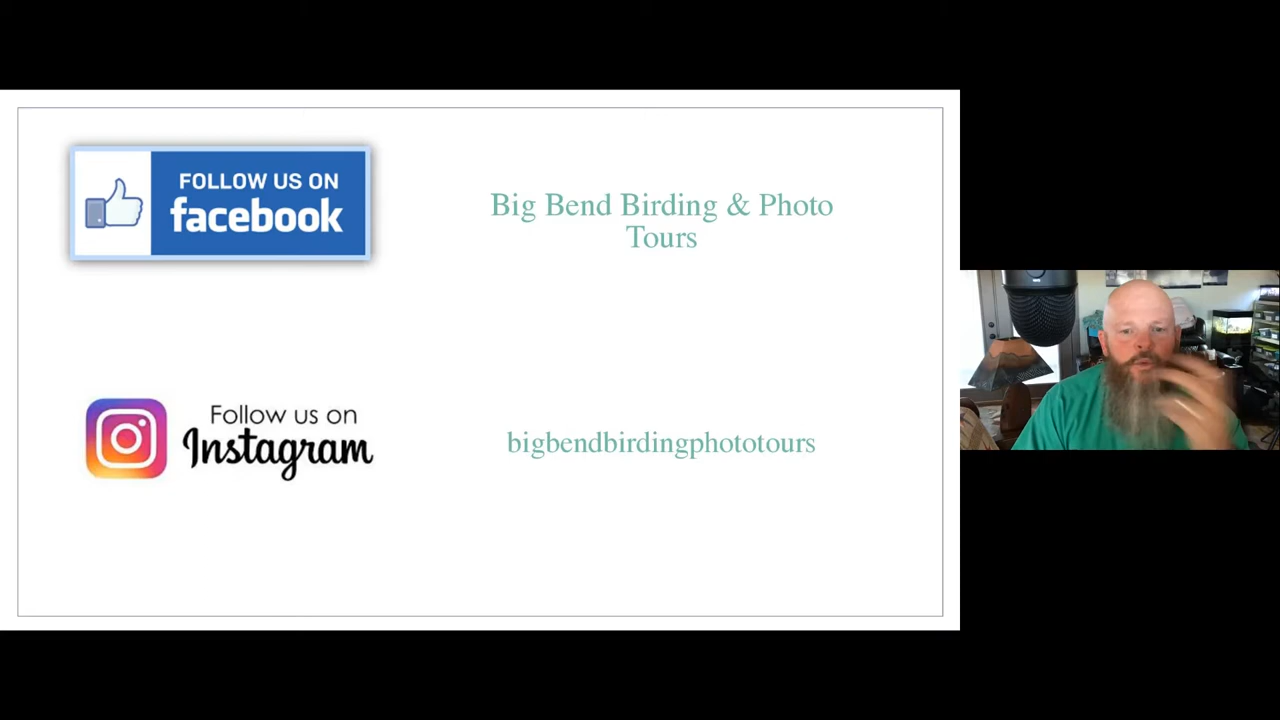 FOLLOW US ON
facebook
Big Bend Birding & Photo
Tours
Follow us on
Instagram
bigbendbirdingphototours